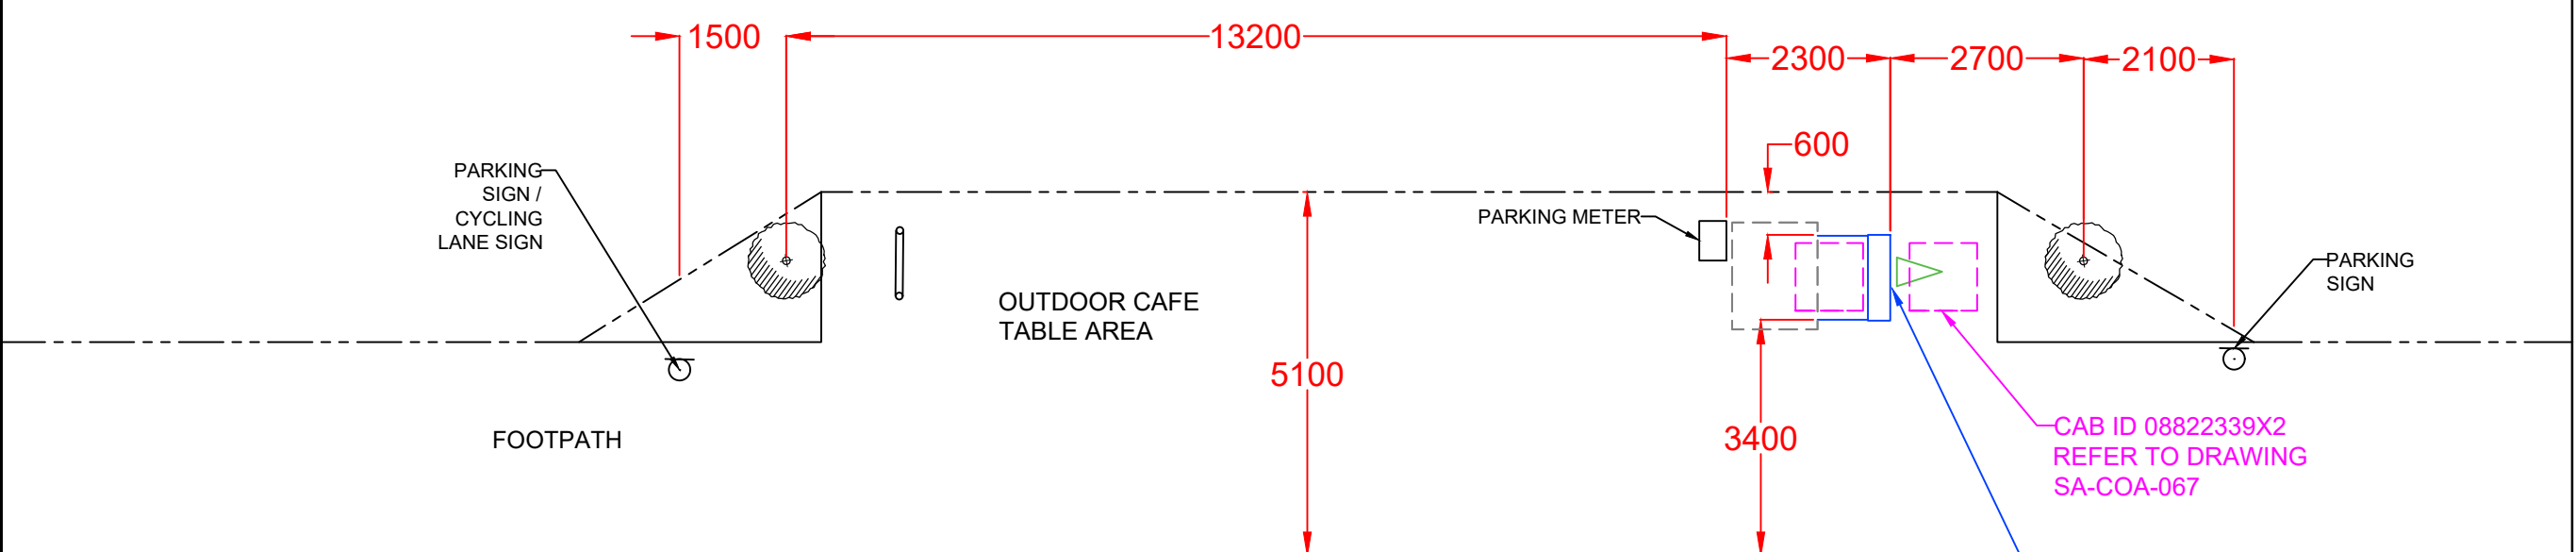 1500
13200
2300
2700
2100
600
PARKING
SIGN /
CYCLING
LANE SIGN
PARKING METER
PARKING
SIGN
OUTDOOR CAFE
TABLE AREA
5100
FOOTPATH
3400
CAB ID 08822339X2
REFER TO DRAWING
SA-COA-067